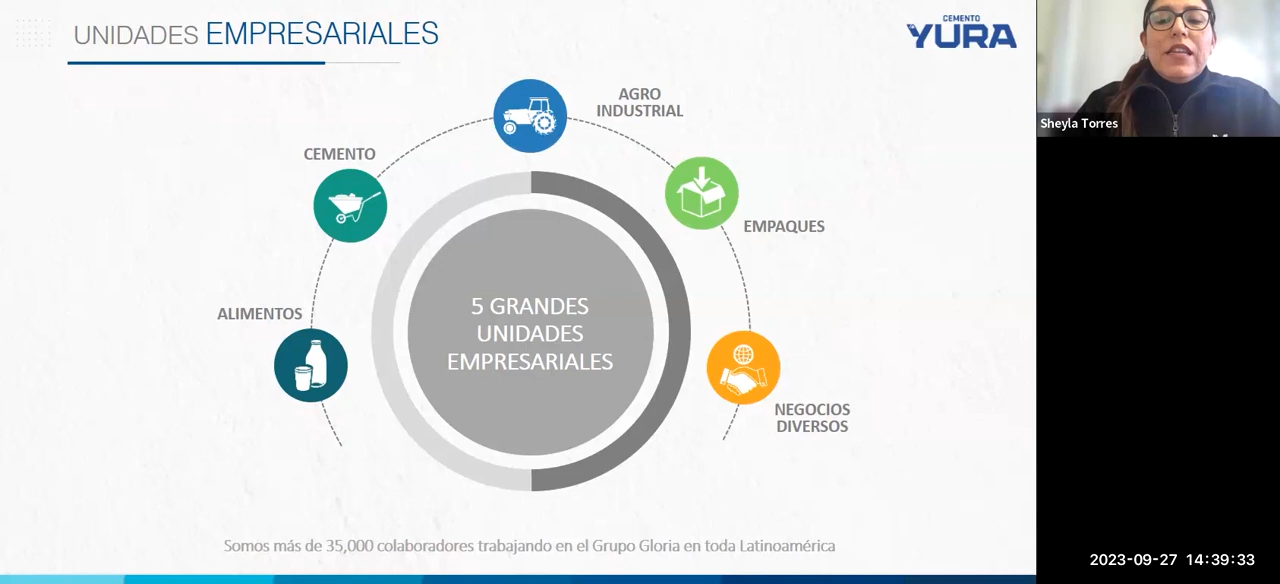 UNIDADES EMPRESARIALES
CEMENTO
YURA
Sheyla Torres
AGRO
INDUSTRIAL
CEMENTO
EMPAQUES
ALIMENTOS
5 GRANDES
UNIDADES
EMPRESARIALES
NEGOCIOS
DIVERSOS
Somos más de 35,000 colaboradores trabajando en el Grupo Gloria en toda Latinoamérica
2023-09-27 14:39:33